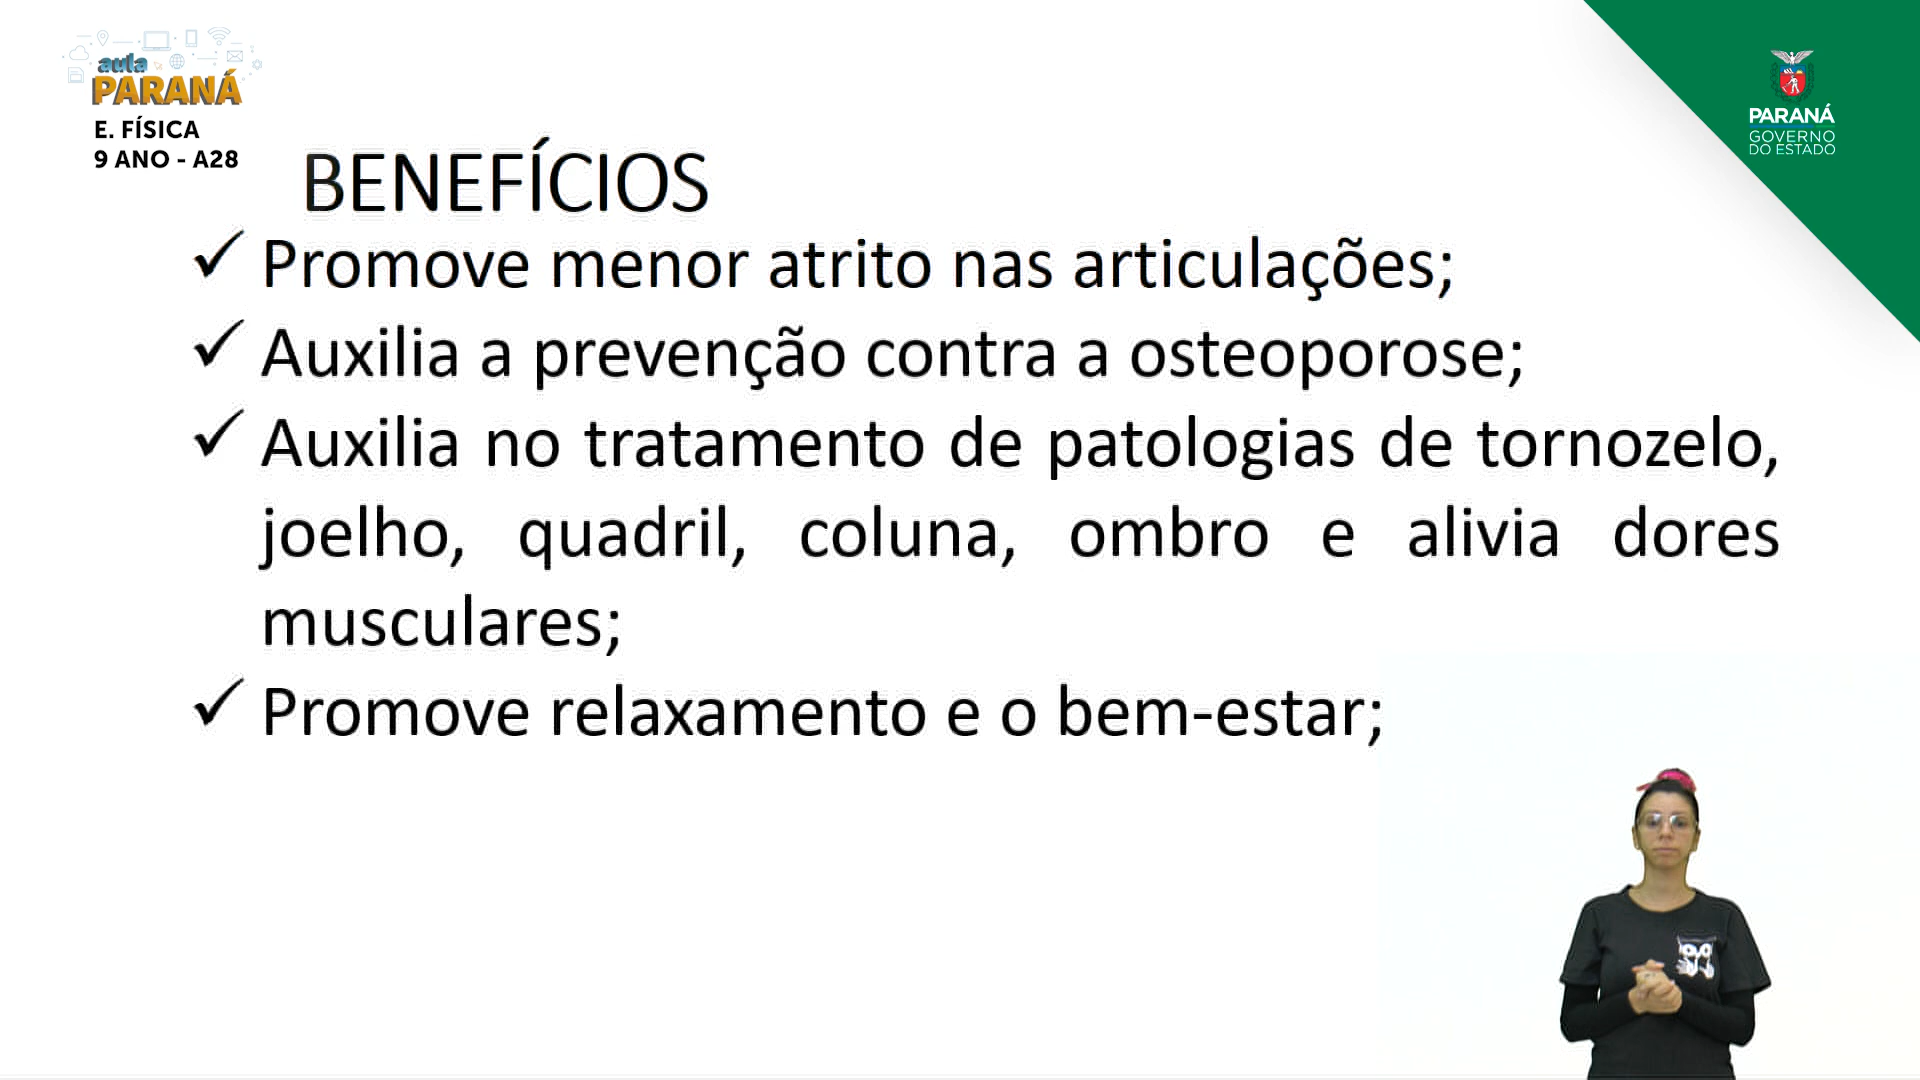 aula
PARANÁ
E. FÍSICA
9 ANO - A28
PARANÁ
GOVERNO
DO ESTADO
BENEFÍCIOS
✓ Promove menor atrito nas articulações;
✓ Auxilia a prevenção contra a osteoporose;
✓ Auxilia no tratamento de patologias de tornozelo,
joelho, quadril, coluna, ombro e alivia dores
musculares;
✓ Promove relaxamento e o bem-estar;